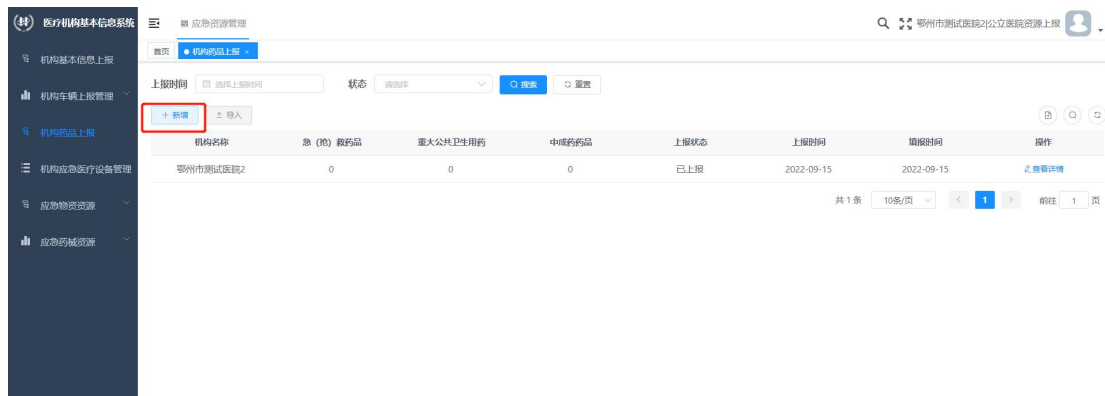 医疗机构基本信息系统
应急资源管理
鄂州市测试医院2|公立医院资源上报
首页
机构药品上报 ×
机构基本信息上报
机构车辆上报管理
机构药品上报
机构应急医疗设备管理
应急物资资源
应急药械资源
上报时间 选择上报时间 状态 请选择 搜索 重置
+ 新增 导入
机构名称 急（抢）救药品 重大公共卫生用药 中成药药品 上报状态 上报时间 填报时间 操作
鄂州市测试医院2 0 0 0 已上报 2022-09-15 2022-09-15 查看详情
共 1 条 10条/页 < 1 > 前往 1 页